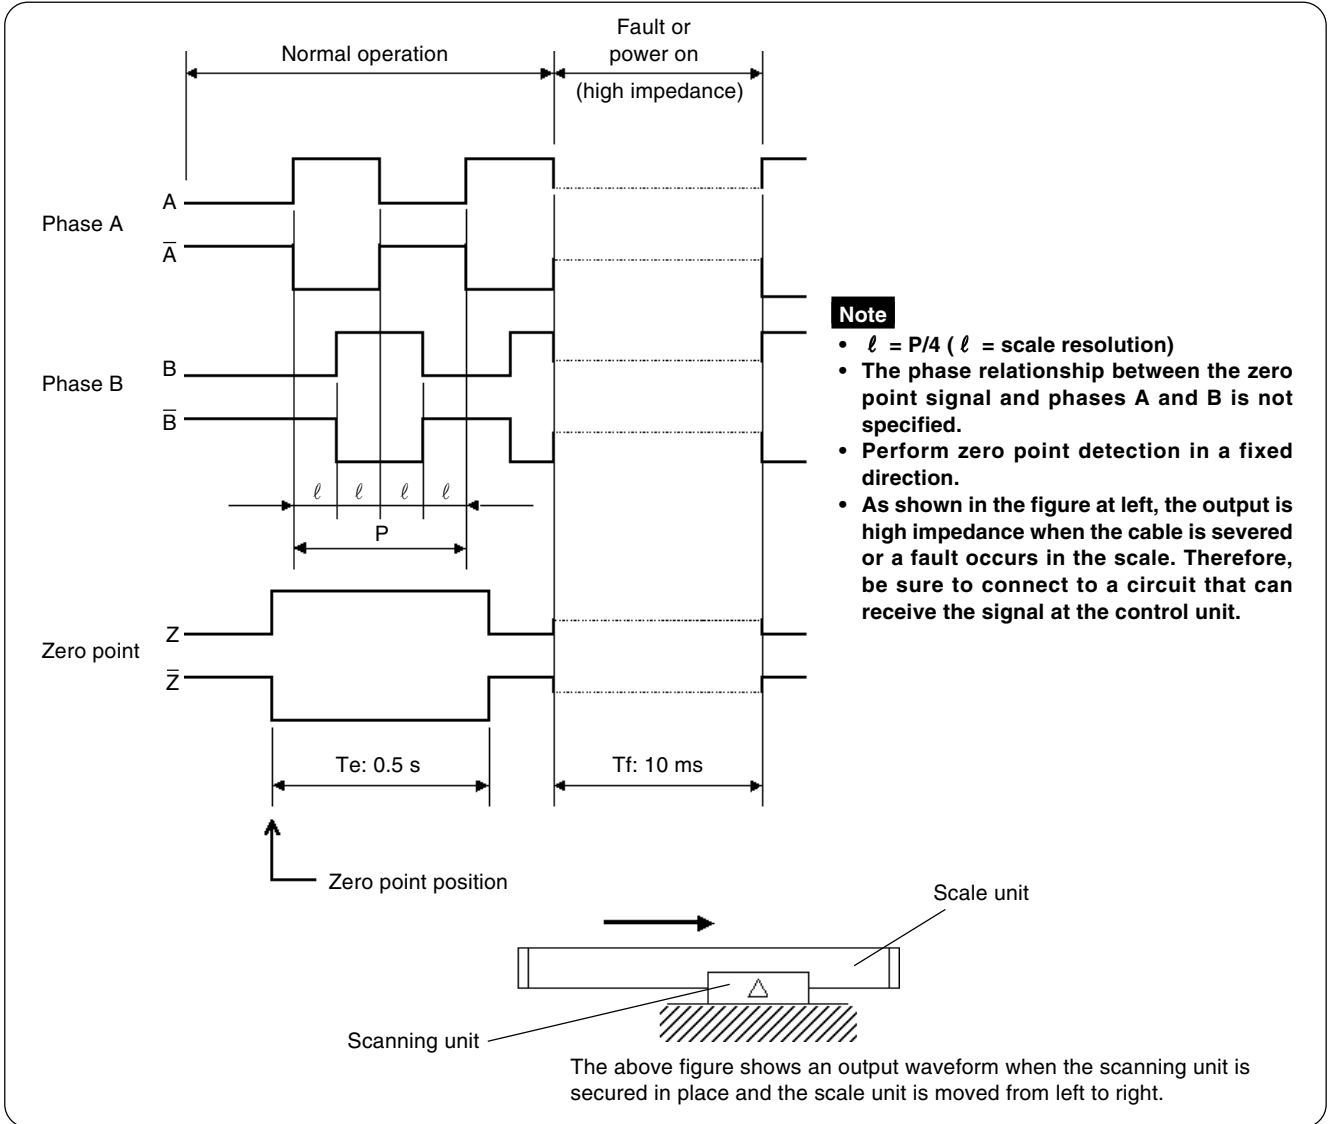 Fault or
Normal operation
power on
(high impedance)
A
Phase A
A̅
B
Phase B
B̅
ℓ ℓ ℓ ℓ
P
Z
Zero point
Z̅
Te: 0.5 s
Tf: 10 ms
Zero point position
Note
• ℓ = P/4 ( ℓ = scale resolution)
• The phase relationship between the zero
point signal and phases A and B is not
specified.
• Perform zero point detection in a fixed
direction.
• As shown in the figure at left, the output is
high impedance when the cable is severed
or a fault occurs in the scale. Therefore,
be sure to connect to a circuit that can
receive the signal at the control unit.
Scale unit
Scanning unit
The above figure shows an output waveform when the scanning unit is
secured in place and the scale unit is moved from left to right.